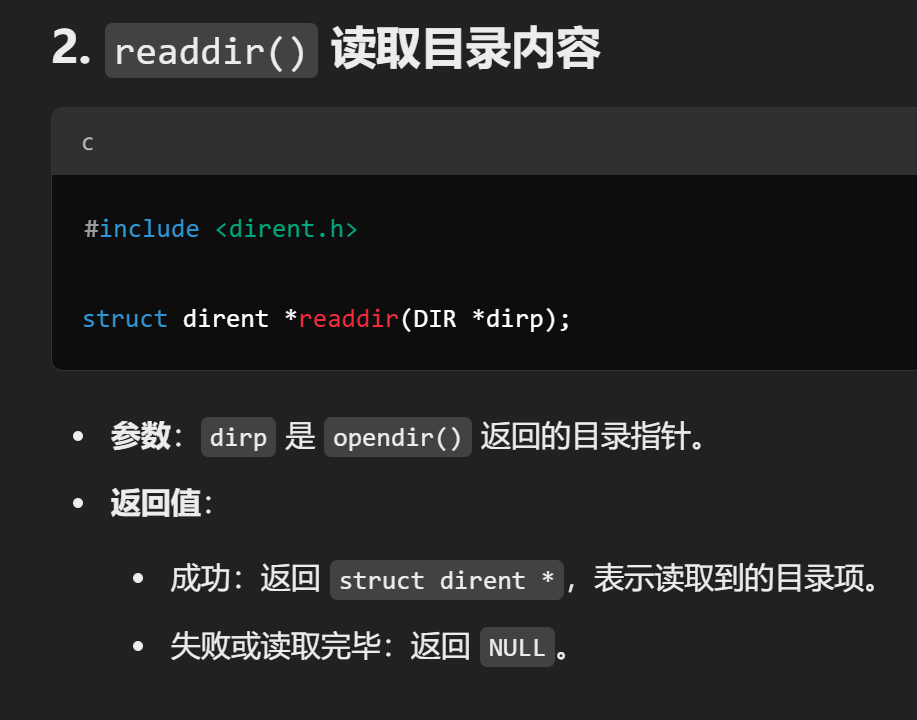 2. readdir() 读取目录内容
c
#include <dirent.h>
struct dirent *readdir(DIR *dirp);
• 参数：dirp 是 opendir() 返回的目录指针。
• 返回值：
• 成功：返回 struct dirent *，表示读取到的目录项。
• 失败或读取完毕：返回 NULL。